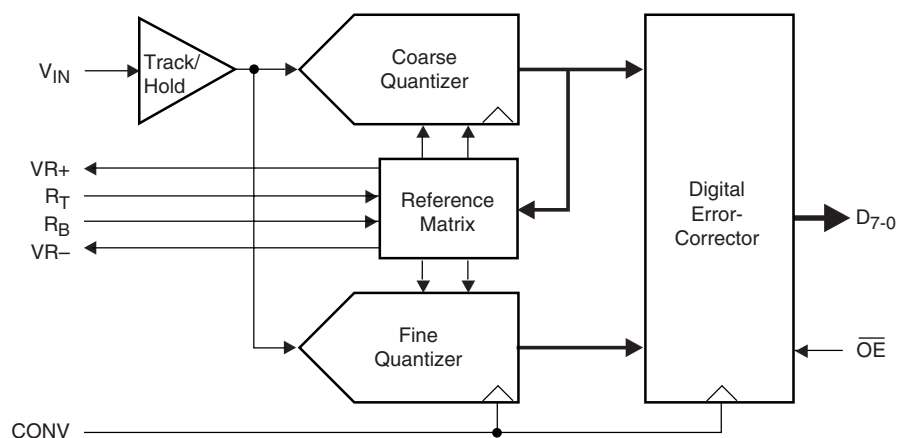 Track/
Hold
Coarse
Quantizer
V_IN
VR+
R_T
R_B
VR–
Reference
Matrix
Digital
Error-
Corrector
D_7-0
Fine
Quantizer
O̅E̅
CONV